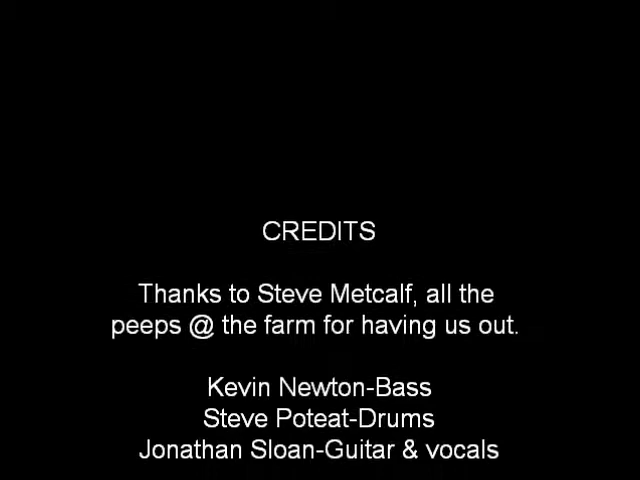 CREDITS
Thanks to Steve Metcalf, all the
peeps @ the farm for having us out.
Kevin Newton-Bass
Steve Poteat-Drums
Jonathan Sloan-Guitar & vocals